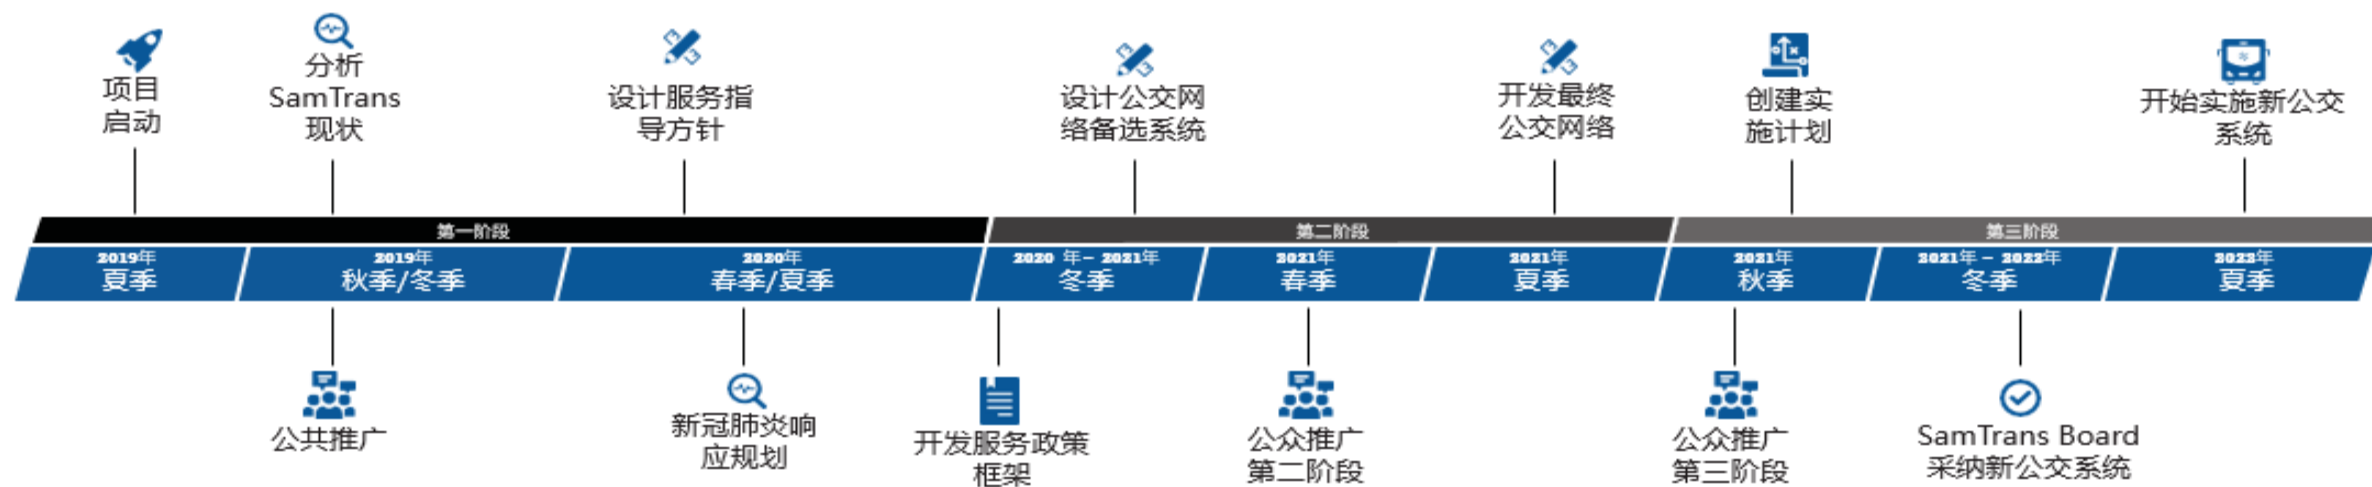 项目
启动
分析
SamTrans
现状
设计服务指
导方针
设计公交网
络备选系统
开发最终
公交网络
创建实
施计划
开始实施新公交
系统
第一阶段
第二阶段
第三阶段
2019年
夏季
2019年
秋季/冬季
2020年
春季/夏季
2020 年– 2021年
冬季
2021年
春季
2021年
夏季
2021年
秋季
2021年 – 2022年
冬季
2022年
夏季
公共推广
新冠肺炎响
应规划
开发服务政策
框架
公众推广
第二阶段
公众推广
第三阶段
SamTrans Board
采纳新公交系统